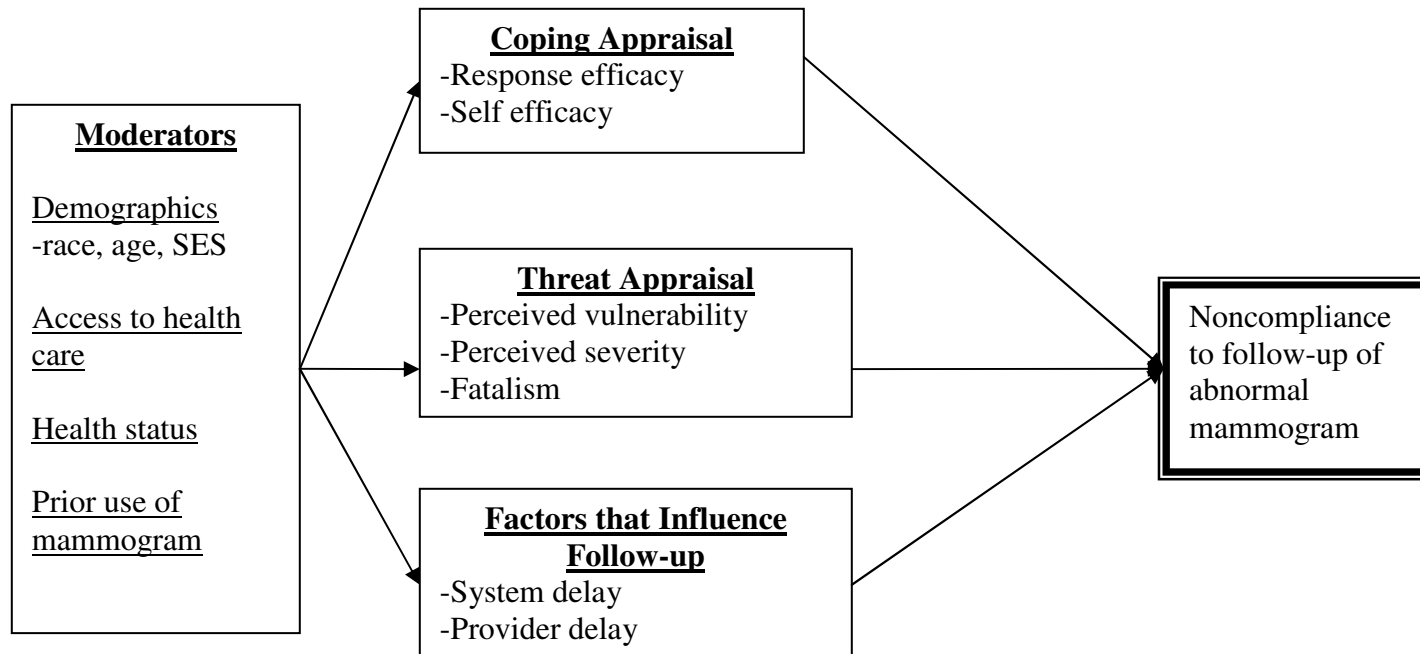 Moderators
Demographics
-race, age, SES
Access to health
care
Health status
Prior use of
mammogram
Coping Appraisal
-Response efficacy
-Self efficacy
Threat Appraisal
-Perceived vulnerability
-Perceived severity
-Fatalism
Factors that Influence
Follow-up
-System delay
-Provider delay
Noncompliance
to follow-up of
abnormal
mammogram